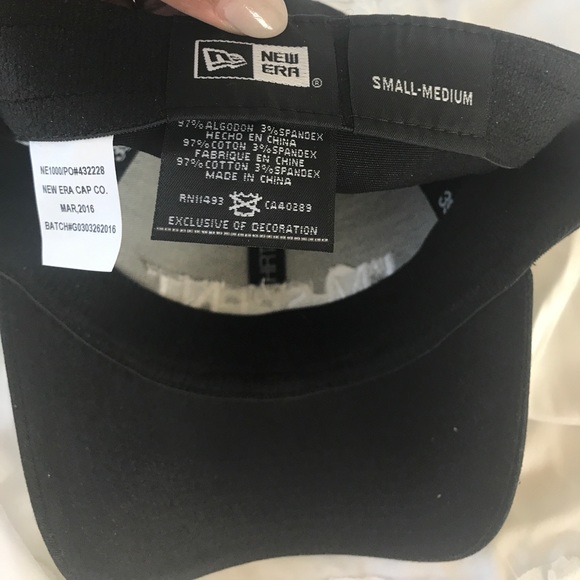 NEW
ERA
®
SMALL-MEDIUM
97% ALGODON 3% SPANDEX
HECHO EN CHINA
97% COTON 3% SPANDEX
FABRIQUE EN CHINE
97% COTTON 3% SPANDEX
MADE IN CHINA
RN11493 CA40289
EXCLUSIVE OF DECORATION
NE1000/PO#432228
NEW ERA CAP CO.
MAR,2016
BATCH#G0303262016